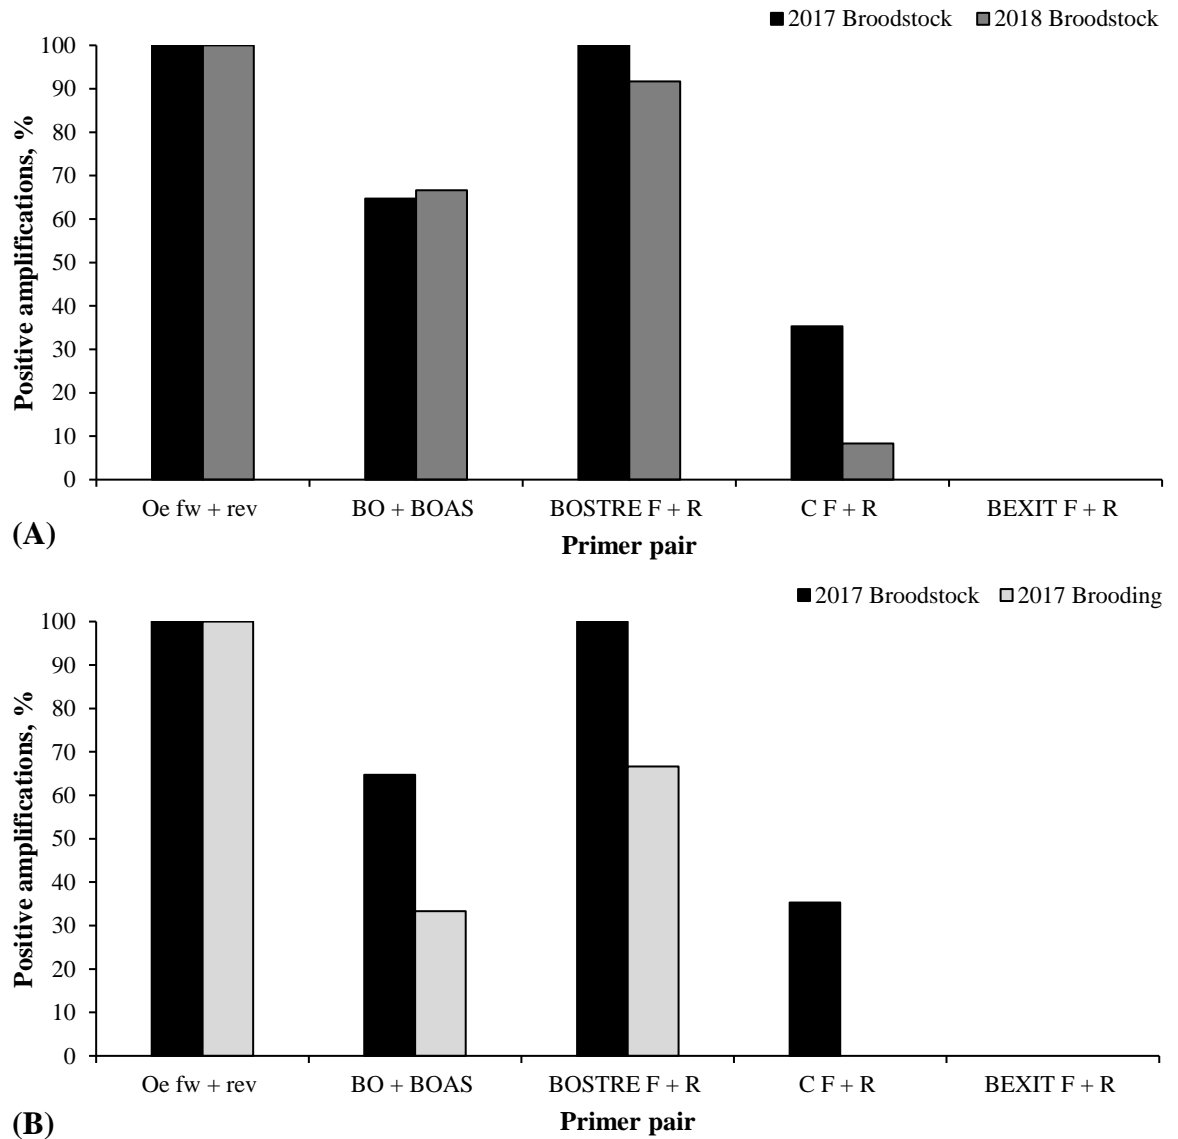 2017 Broodstock 2018 Broodstock
100
90
80
70
60
50
40
30
20
10
0
Positive amplifications, %
Oe fw + rev BO + BOAS BOSTRE F + R C F + R BEXIT F + R
(A)
Primer pair
2017 Broodstock 2017 Brooding
100
90
80
70
60
50
40
30
20
10
0
Positive amplifications, %
Oe fw + rev BO + BOAS BOSTRE F + R C F + R BEXIT F + R
(B)
Primer pair